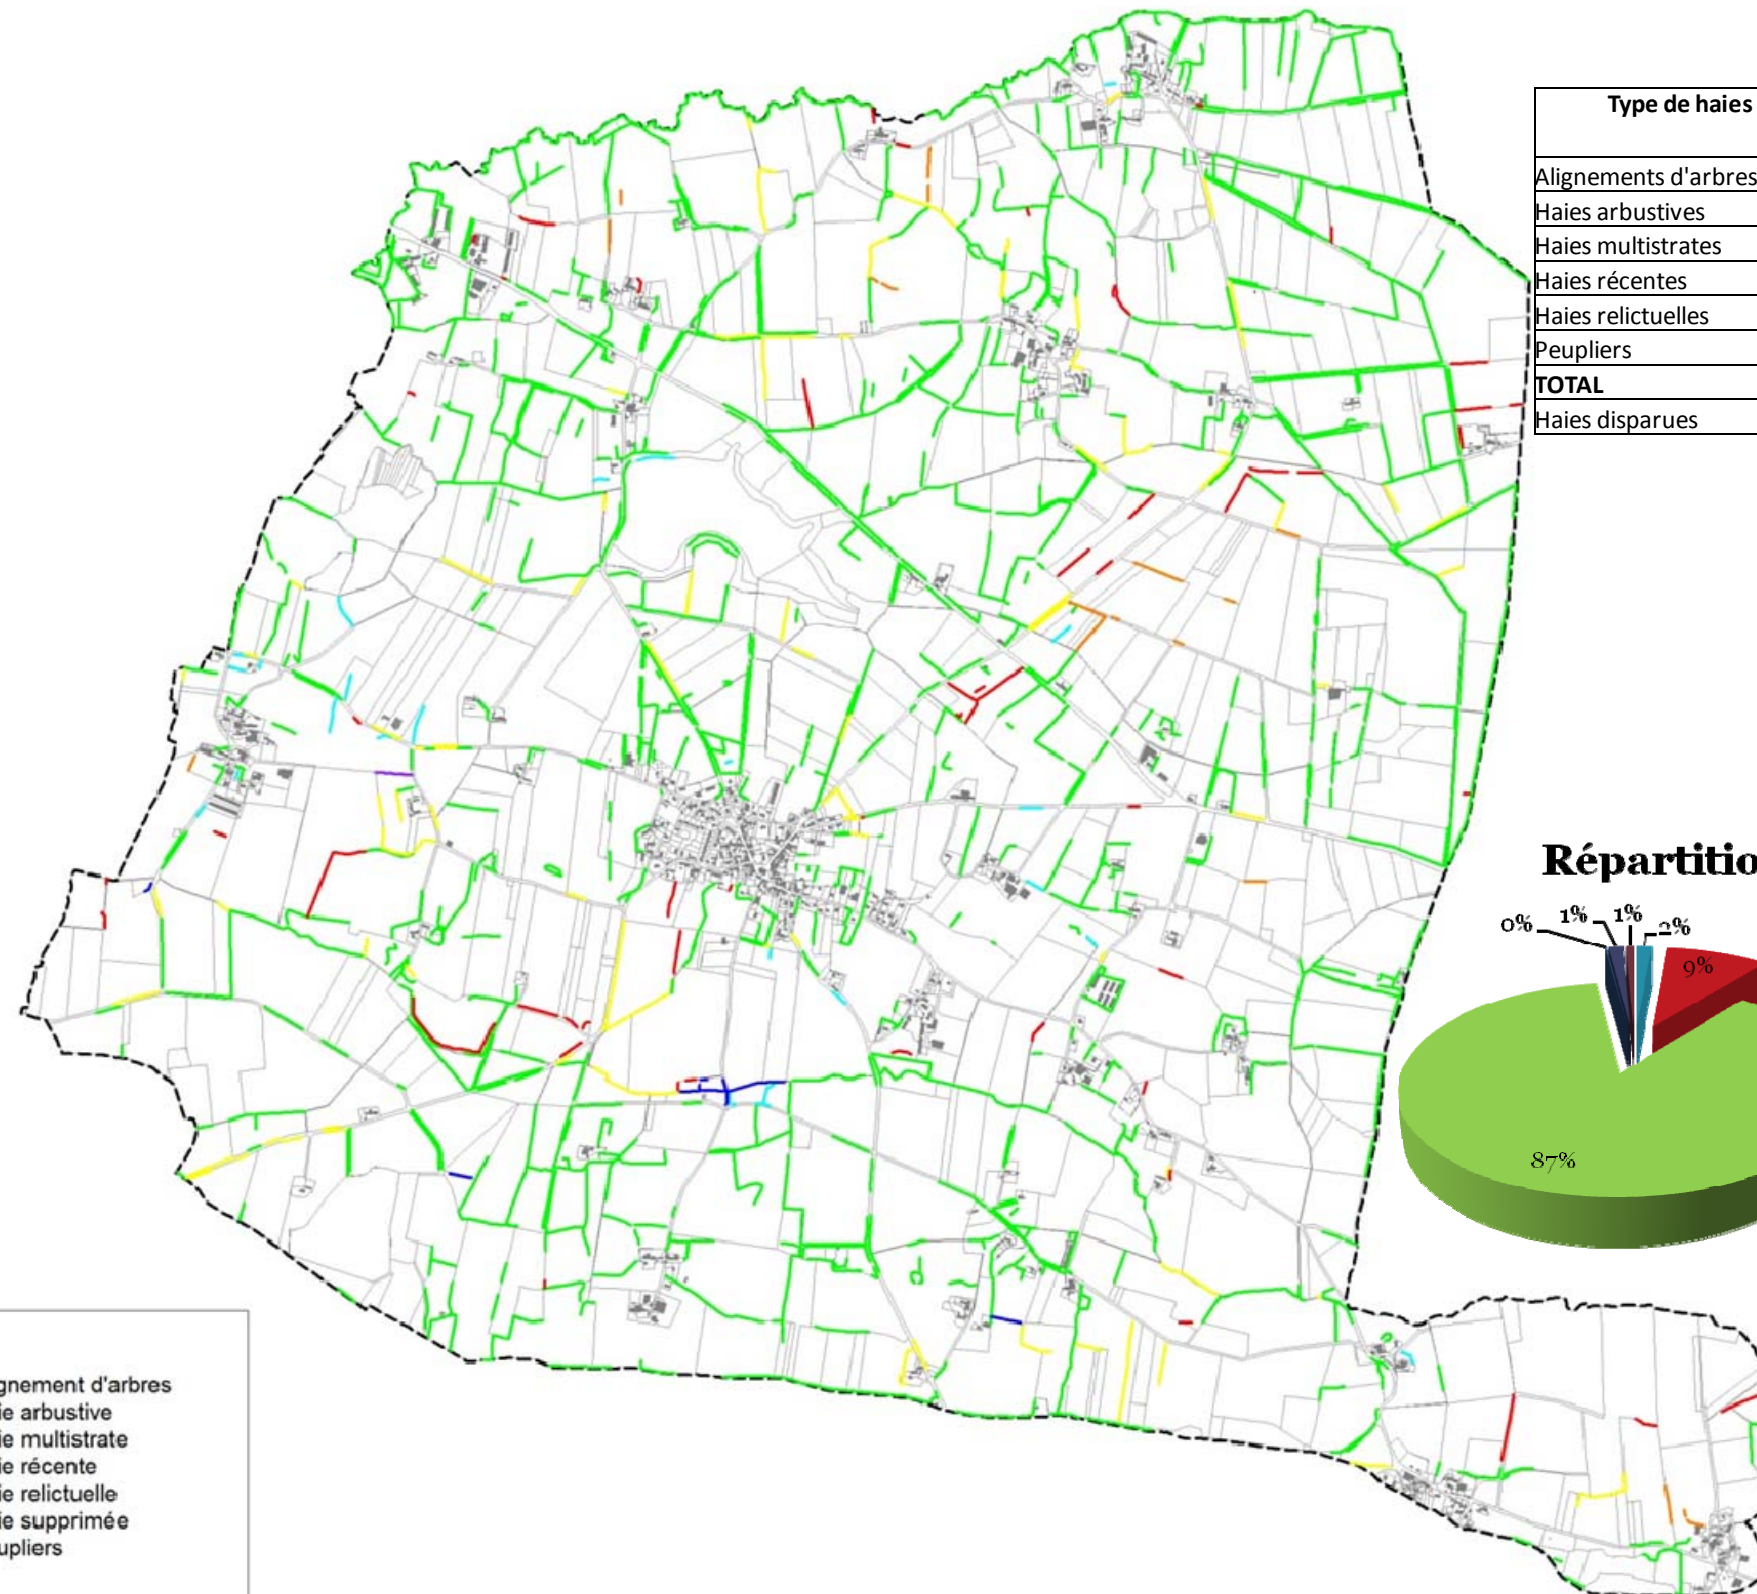 Type de haies
Alignements d'arbres
Haies arbustives
Haies multistrates
Haies récentes
Haies relictuelles
Peupliers
TOTAL
Haies disparues
Répartitio
0%
1%
1%
2%
9%
87%
gnement d'arbres
ie arbustive
ie multistrate
ie récente
ie relictuelle
ie supprimée
upliers